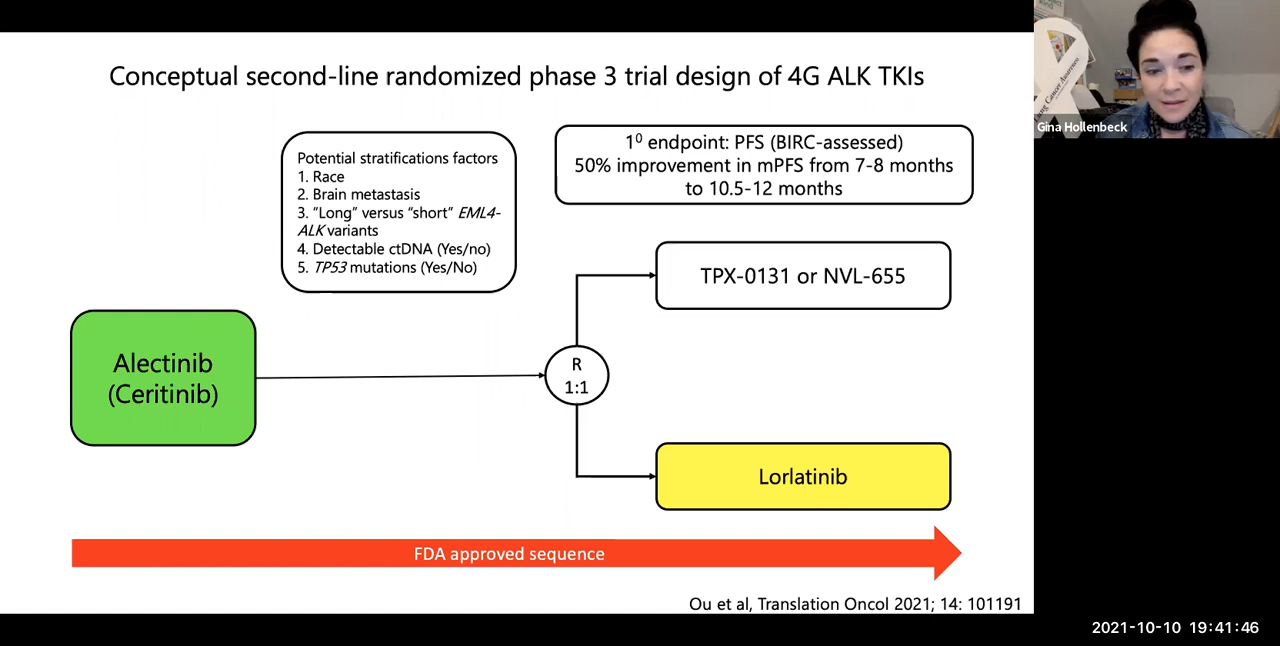 Conceptual second-line randomized phase 3 trial design of 4G ALK TKIs
Potential stratifications factors
1. Race
2. Brain metastasis
3. “Long” versus “short” EML4-
ALK variants
4. Detectable ctDNA (Yes/no)
5. TP53 mutations (Yes/No)
1⁰ endpoint: PFS (BIRC-assessed)
50% improvement in mPFS from 7-8 months
to 10.5-12 months
TPX-0131 or NVL-655
Alectinib
(Ceritinib)
R
1:1
Lorlatinib
FDA approved sequence
Ou et al, Translation Oncol 2021; 14: 101191
Cancer Awareness
Gina Hollenbeck
2021-10-10 19:41:46